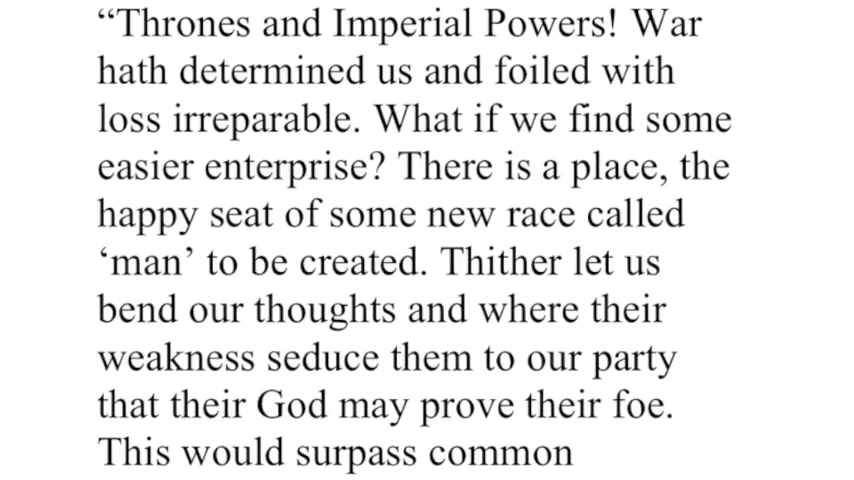 “Thrones and Imperial Powers! War
hath determined us and foiled with
loss irreparable. What if we find some
easier enterprise? There is a place, the
happy seat of some new race called
‘man’ to be created. Thither let us
bend our thoughts and where their
weakness seduce them to our party
that their God may prove their foe.
This would surpass common